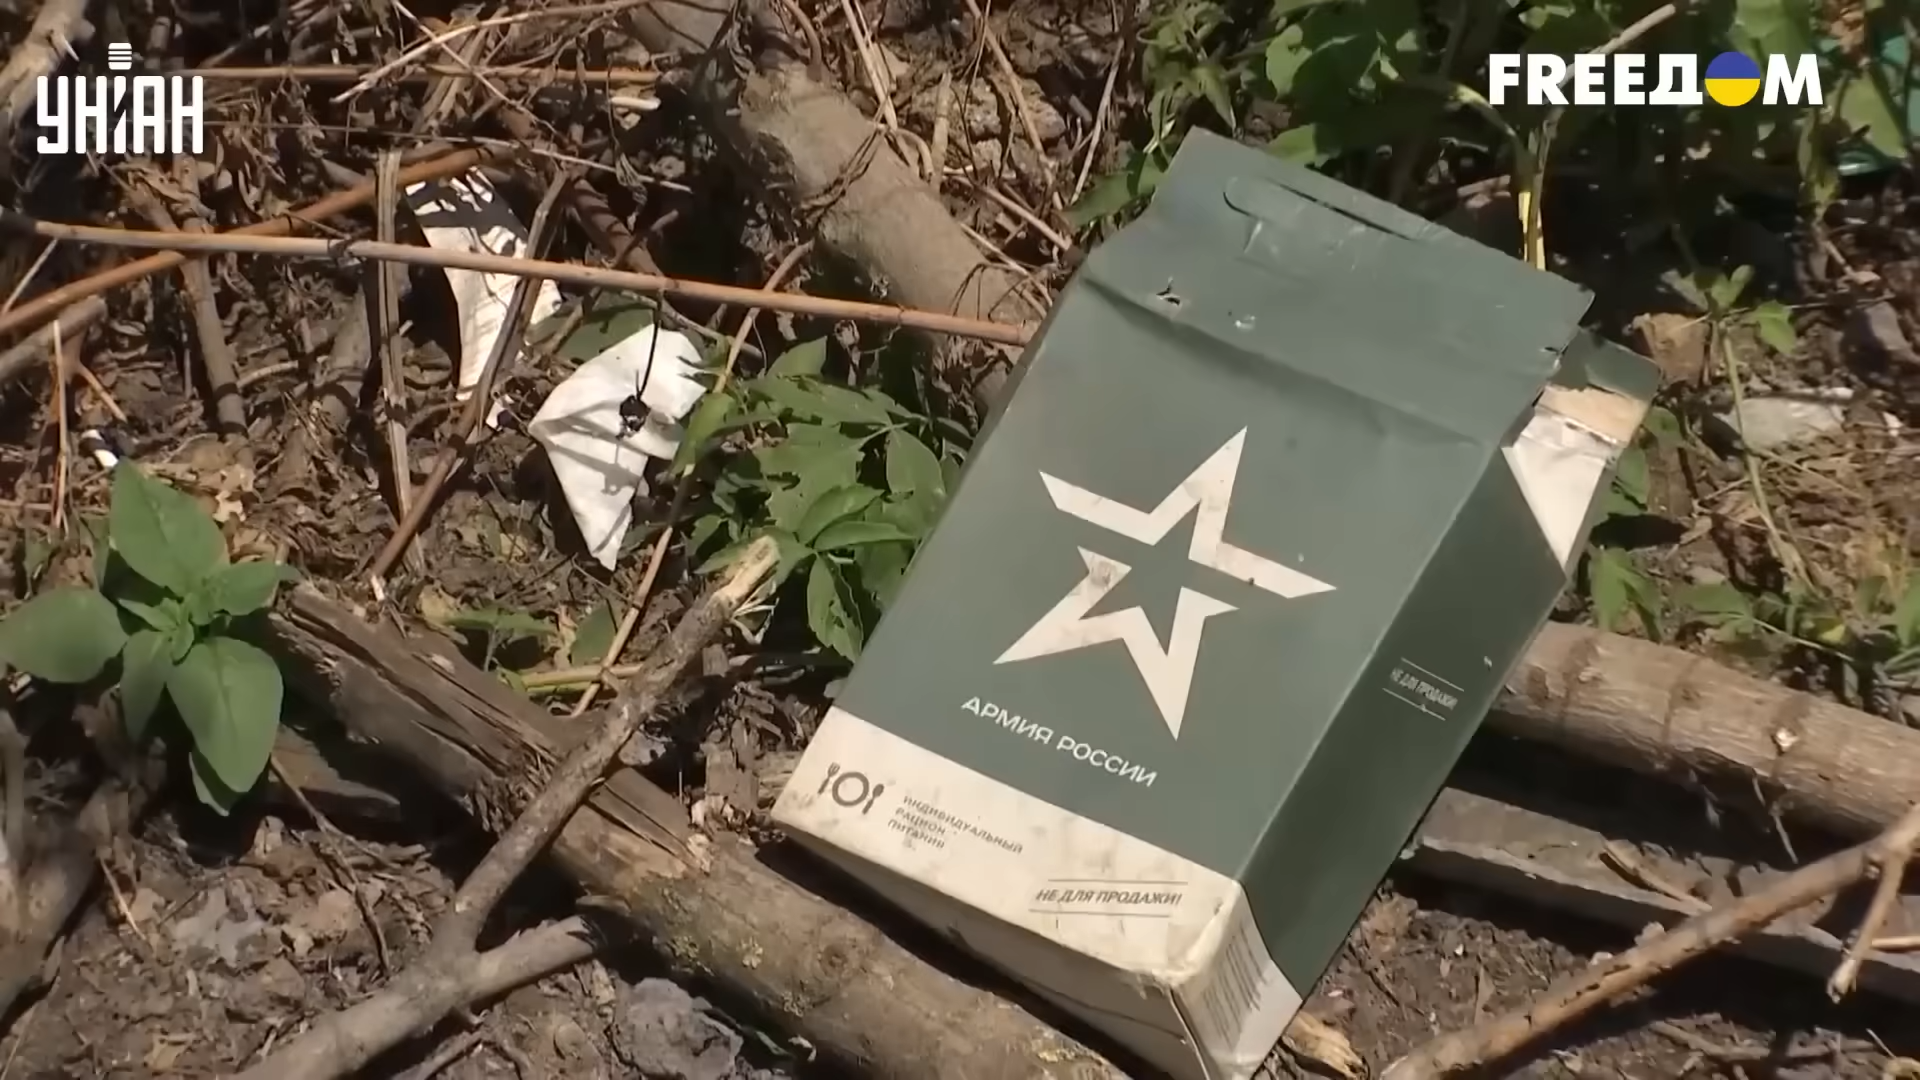 УНІАН
FREEДОМ
АРМИЯ РОССИИ
ИНДИВИДУАЛЬНЫЙ
РАЦИОН
ПИТАНИЯ
НЕ ДЛЯ ПРОДАЖИ!
НЕ ДЛЯ ПРОДАЖИ!